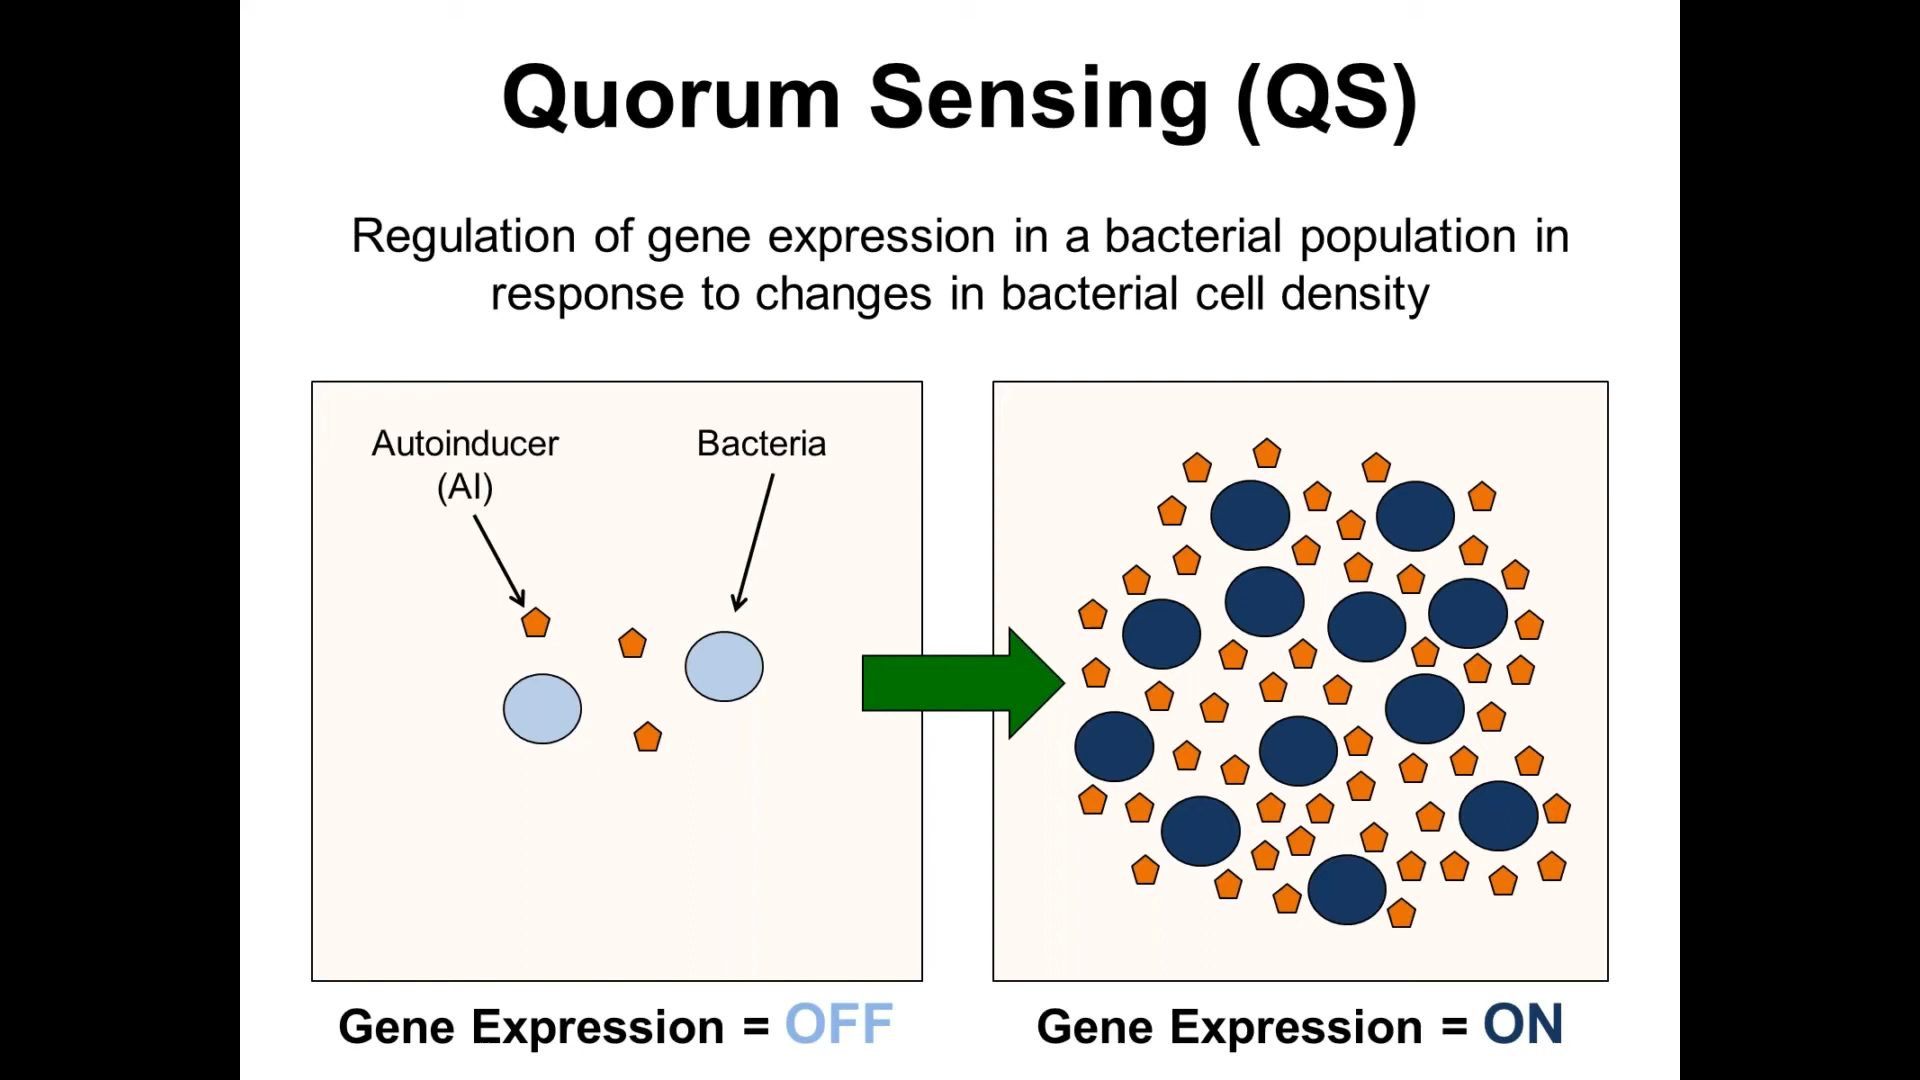 Quorum Sensing (QS)
Regulation of gene expression in a bacterial population in
response to changes in bacterial cell density
Autoinducer
(AI)
Bacteria
Gene Expression = OFF
Gene Expression = ON